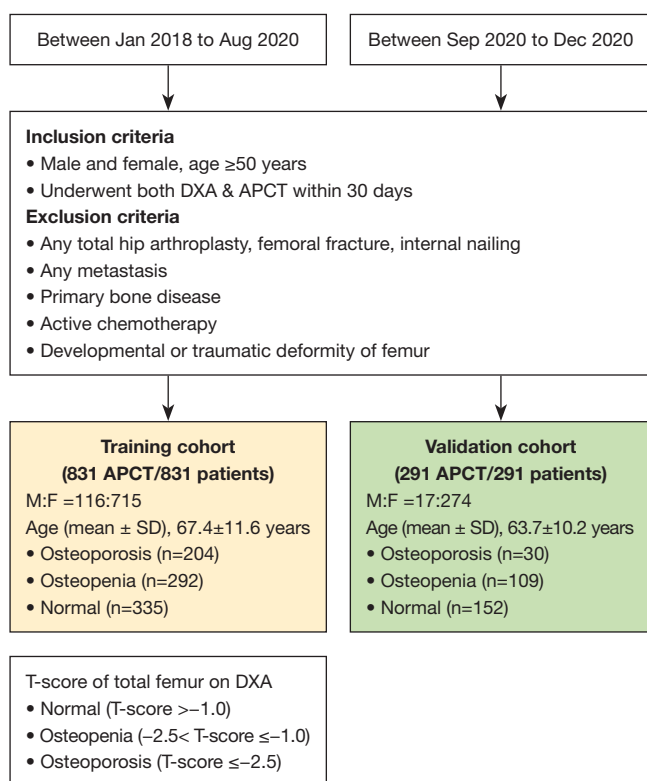 Between Jan 2018 to Aug 2020
Between Sep 2020 to Dec 2020
Inclusion criteria
• Male and female, age ≥50 years
• Underwent both DXA & APCT within 30 days
Exclusion criteria
• Any total hip arthroplasty, femoral fracture, internal nailing
• Any metastasis
• Primary bone disease
• Active chemotherapy
• Developmental or traumatic deformity of femur
Training cohort
(831 APCT/831 patients)
M:F =116:715
Age (mean ± SD), 67.4±11.6 years
• Osteoporosis (n=204)
• Osteopenia (n=292)
• Normal (n=335)
Validation cohort
(291 APCT/291 patients)
M:F =17:274
Age (mean ± SD), 63.7±10.2 years
• Osteoporosis (n=30)
• Osteopenia (n=109)
• Normal (n=152)
T-score of total femur on DXA
• Normal (T-score >−1.0)
• Osteopenia (−2.5< T-score ≤−1.0)
• Osteoporosis (T-score ≤−2.5)